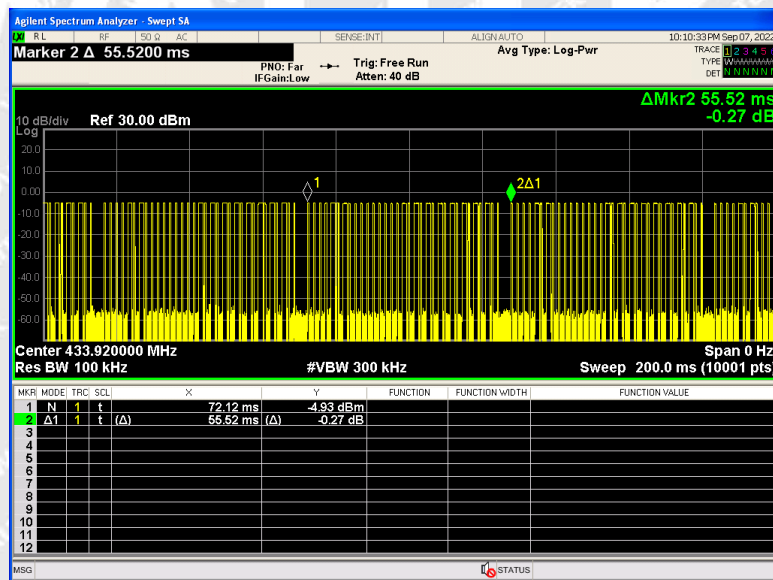 Agilent Spectrum Analyzer - Swept SA
LXI RL RF 50 Ω AC SENSE:INT ALIGN AUTO 10:10:33 PM Sep 07, 2022
Marker 2 Δ 55.5200 ms
PNO: Far
IFGain:Low
Trig: Free Run
Atten: 40 dB
Avg Type: Log-Pwr
TRACE 1 2 3 4 5
TYPE
DET N N N N N
ΔMkr2 55.52 ms
-0.27 dB
10 dB/div Ref 30.00 dBm
Log
20.0
10.0
0.00
-10.0
-20.0
-30.0
-40.0
-50.0
-60.0
1
2Δ1
Center 433.920000 MHz Span 0 Hz
Res BW 100 kHz #VBW 300 kHz Sweep 200.0 ms (10001 pts)
MKR MODE TRC SCL X Y FUNCTION FUNCTION WIDTH FUNCTION VALUE
1 N 1 t 72.12 ms -4.93 dBm
2 Δ1 1 t (Δ) 55.52 ms (Δ) -0.27 dB
3
4
5
6
7
8
9
10
11
12
MSG STATUS